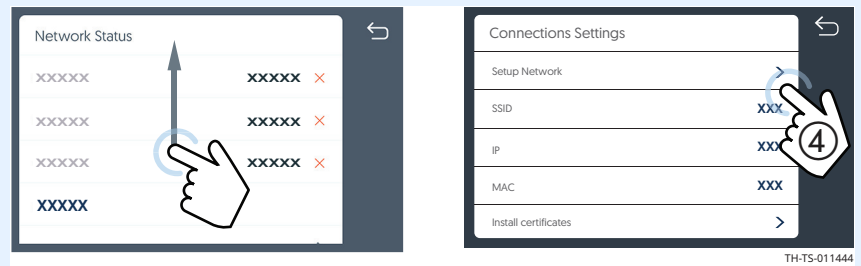 Network Status
xxxxx xxxxx ×
xxxxx xxxxx ×
xxxxx xxxxx ×
xxxxx
Connections Settings
Setup Network >
SSID xxx
IP xxx
MAC xxx
Install certificates >
4
TH-TS-011444